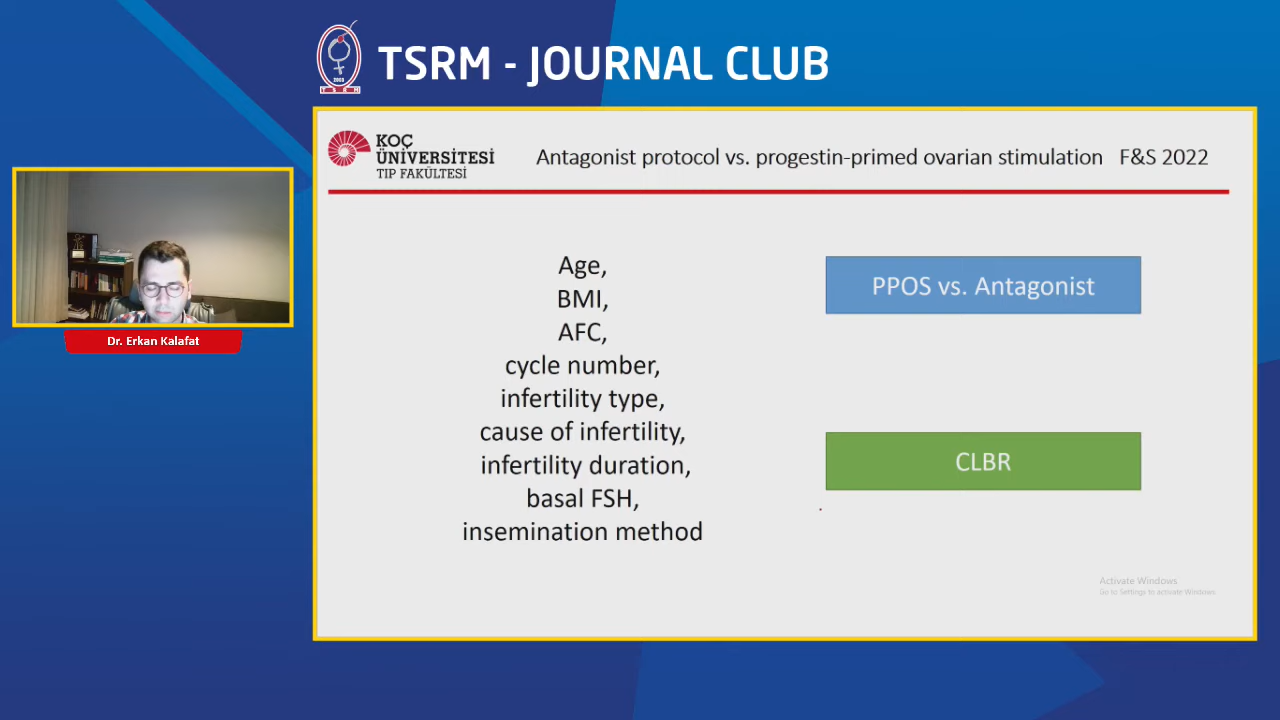 TSRM - JOURNAL CLUB
2003
T S R M
KOÇ
ÜNİVERSİTESİ
TIP FAKÜLTESİ
Antagonist protocol vs. progestin-primed ovarian stimulation F&S 2022
Dr. Erkan Kalafat
Age,
BMI,
AFC,
cycle number,
infertility type,
cause of infertility,
infertility duration,
basal FSH,
insemination method
PPOS vs. Antagonist
CLBR
Activate Windows
Go to Settings to activate Windows.